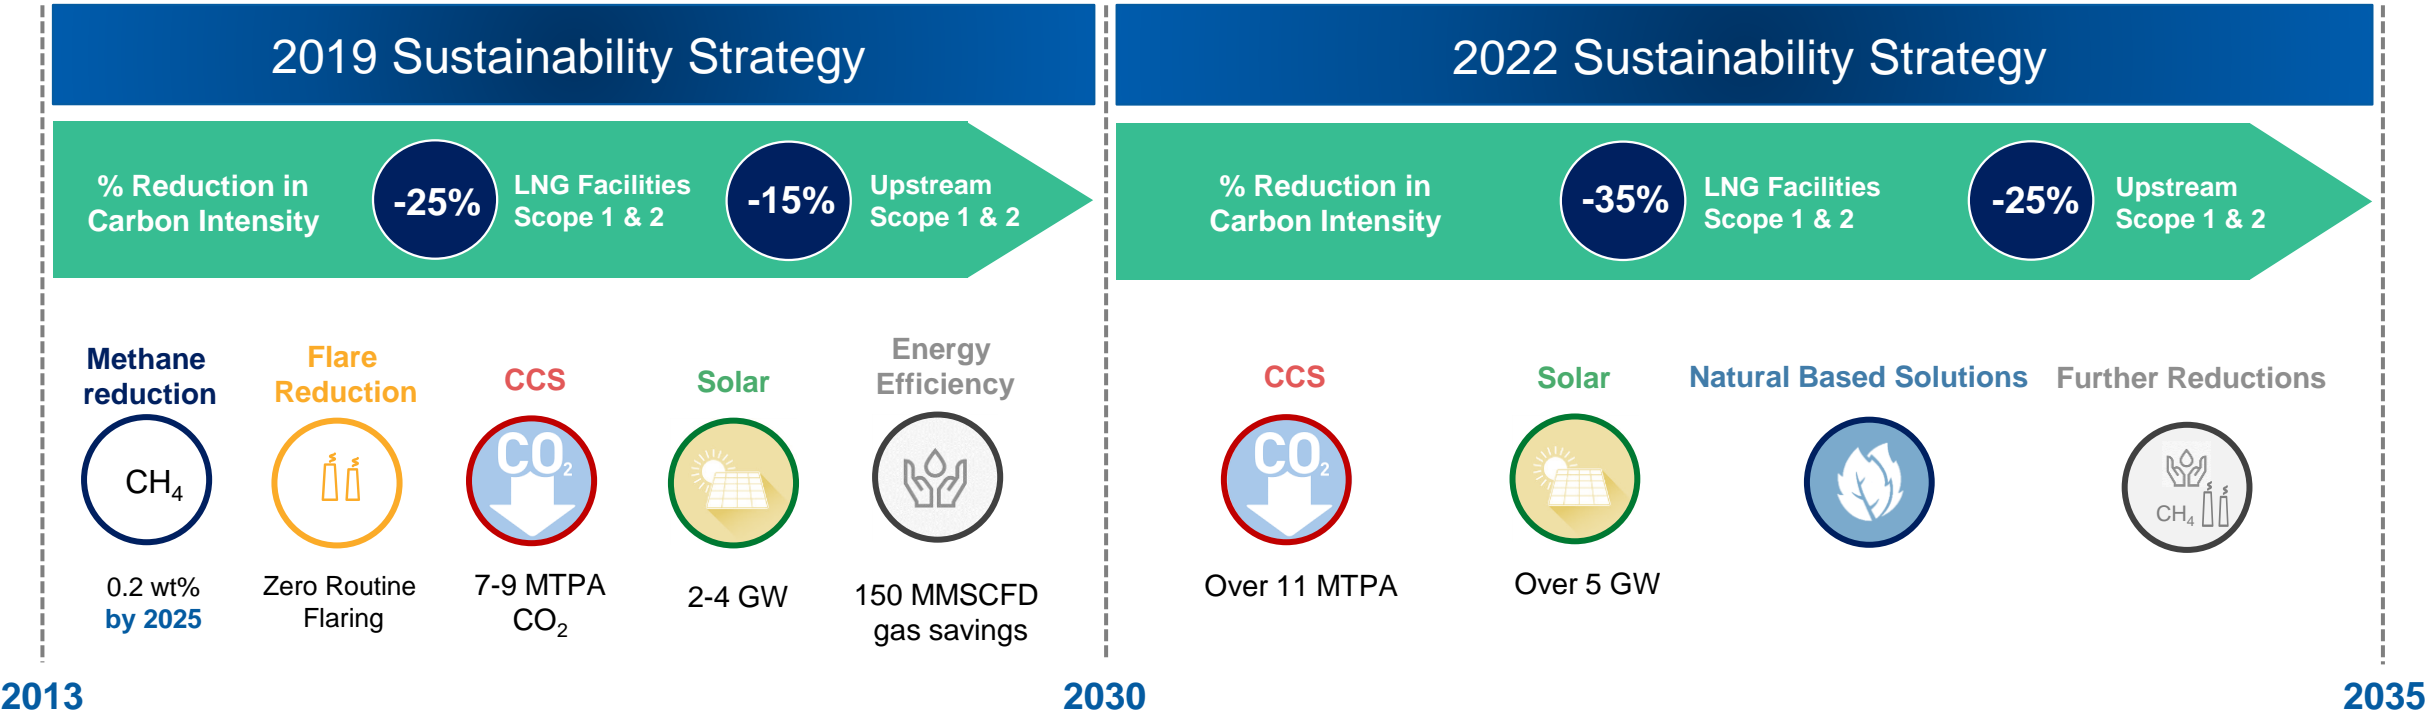 2019 Sustainability Strategy
% Reduction in
Carbon Intensity
-25%
LNG Facilities
Scope 1 & 2
-15%
Upstream
Scope 1 & 2
Methane
reduction
CH₄
0.2 wt%
by 2025
Flare
Reduction
Zero Routine
Flaring
CCS
CO₂
7-9 MTPA
CO₂
Solar
2-4 GW
Energy
Efficiency
150 MMSCFD
gas savings
2022 Sustainability Strategy
% Reduction in
Carbon Intensity
-35%
LNG Facilities
Scope 1 & 2
-25%
Upstream
Scope 1 & 2
CCS
CO₂
Over 11 MTPA
Solar
Over 5 GW
Natural Based Solutions
Further Reductions
CH₄
2013
2030
2035